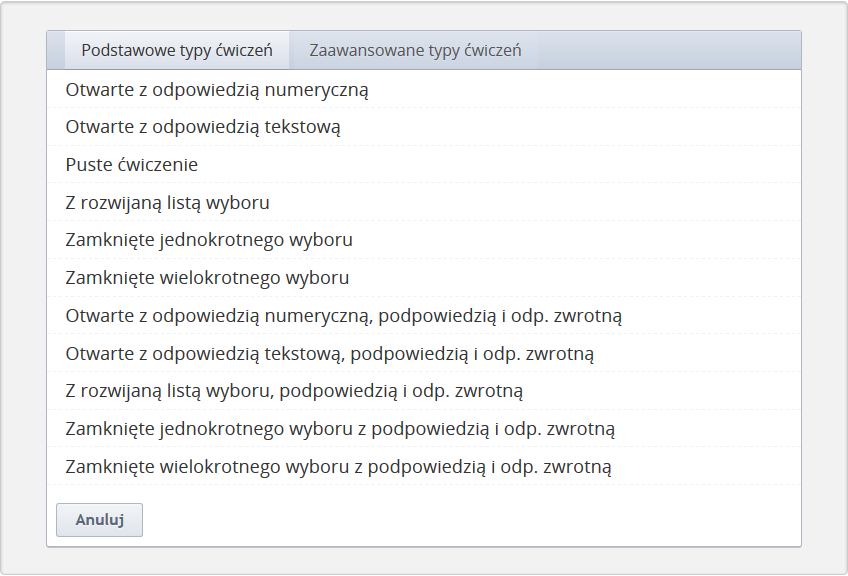 Podstawowe typy ćwiczeń
Zaawansowane typy ćwiczeń
Otwarte z odpowiedzią numeryczną
Otwarte z odpowiedzią tekstową
Puste ćwiczenie
Z rozwijaną listą wyboru
Zamknięte jednokrotnego wyboru
Zamknięte wielokrotnego wyboru
Otwarte z odpowiedzią numeryczną, podpowiedzią i odp. zwrotną
Otwarte z odpowiedzią tekstową, podpowiedzią i odp. zwrotną
Z rozwijaną listą wyboru, podpowiedzią i odp. zwrotną
Zamknięte jednokrotnego wyboru z podpowiedzią i odp. zwrotną
Zamknięte wielokrotnego wyboru z podpowiedzią i odp. zwrotną
Anuluj